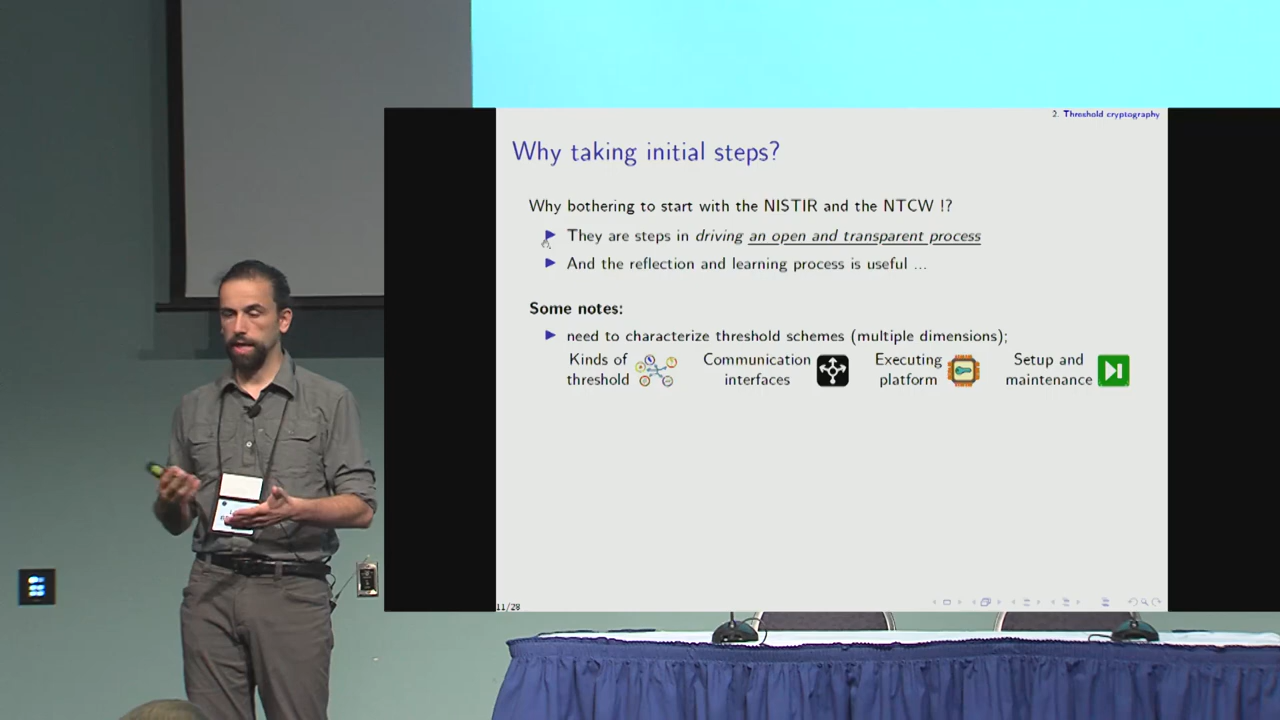 2. Threshold cryptography
Why taking initial steps?
Why bothering to start with the NISTIR and the NTCW !?
They are steps in driving an open and transparent process
And the reflection and learning process is useful ...
Some notes:
need to characterize threshold schemes (multiple dimensions);
Kinds of threshold
Communication interfaces
Executing platform
Setup and maintenance
11/28